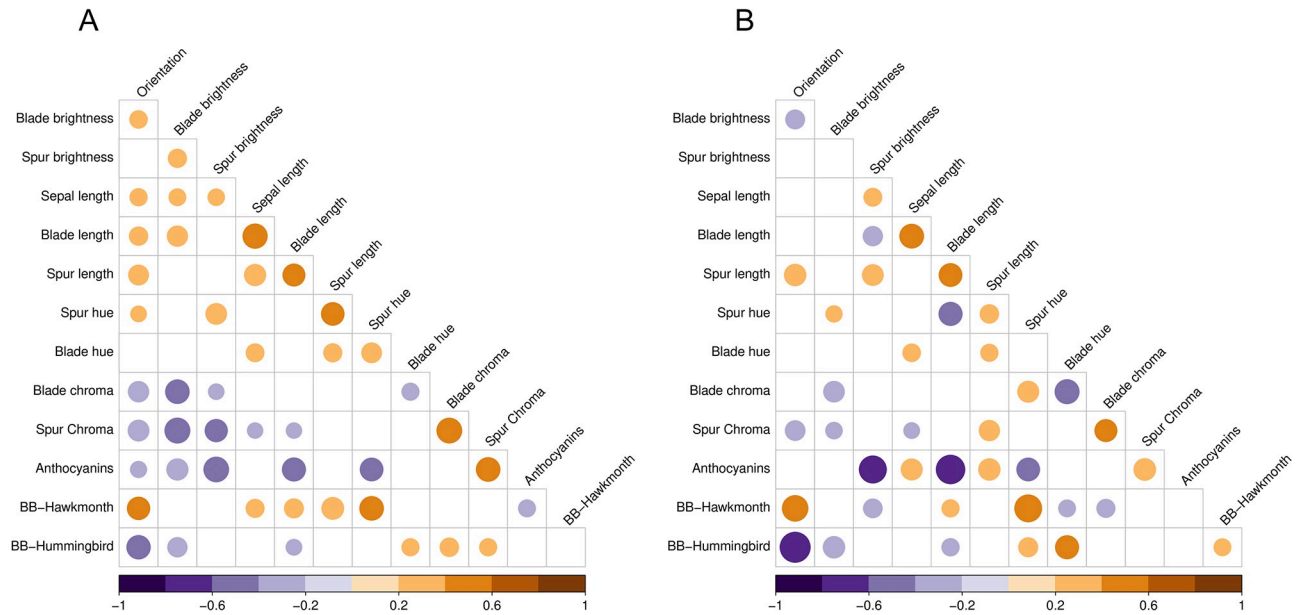 A
B
Orientation
Blade brightness
Spur brightness
Sepal length
Blade length
Spur length
Spur hue
Blade hue
Blade chroma
Spur Chroma
Anthocyanins
BB−Hawkmonth
Blade brightness
Spur brightness
Sepal length
Blade length
Spur length
Spur hue
Blade hue
Blade chroma
Spur Chroma
Anthocyanins
BB−Hawkmonth
BB−Hummingbird
−1
−0.6
−0.2
0.2
0.6
1
Orientation
Blade brightness
Spur brightness
Sepal length
Blade length
Spur length
Spur hue
Blade hue
Blade chroma
Spur Chroma
Anthocyanins
BB−Hawkmonth
Blade brightness
Spur brightness
Sepal length
Blade length
Spur length
Spur hue
Blade hue
Blade chroma
Spur Chroma
Anthocyanins
BB−Hawkmonth
BB−Hummingbird
−1
−0.6
−0.2
0.2
0.6
1